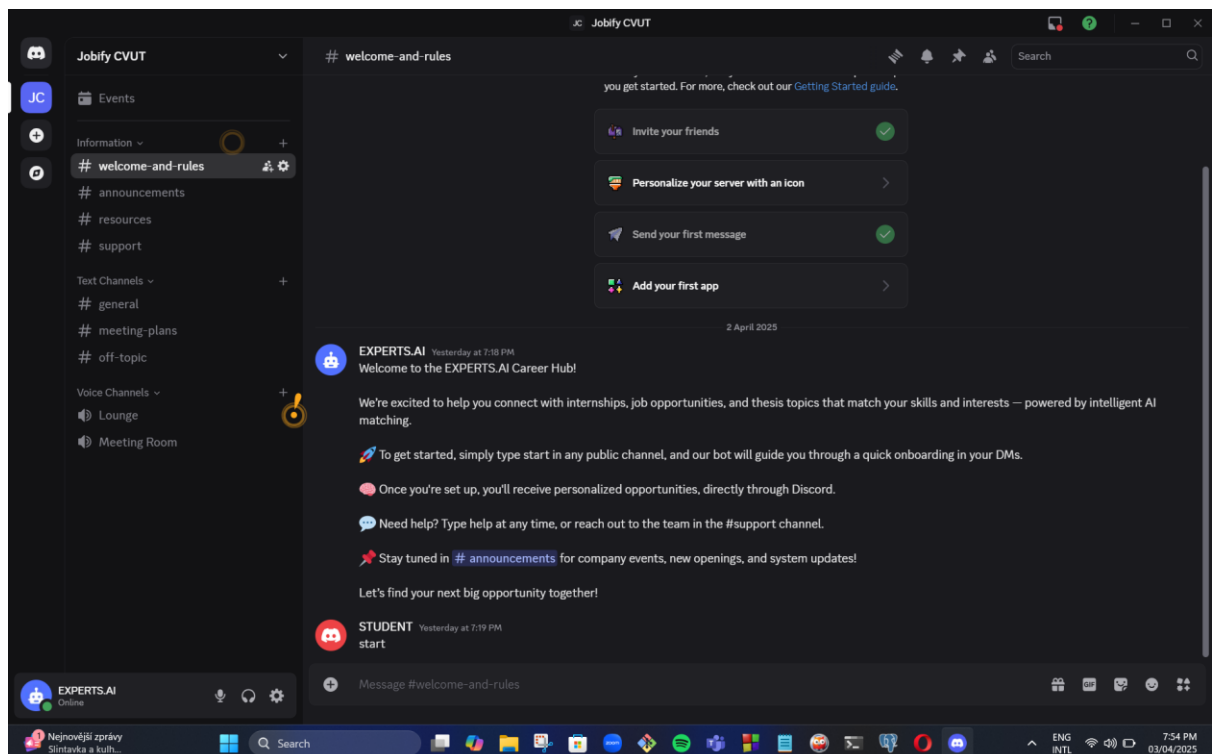 JC Jobify CVUT
Jobify CVUT
# welcome-and-rules
Search
JC
Events
Information
# welcome-and-rules
# announcements
# resources
# support
Text Channels
# general
# meeting-plans
# off-topic
Voice Channels
Lounge
Meeting Room
EXPERTS.AI
Online
you get started. For more, check out our Getting Started guide.
Invite your friends
Personalize your server with an icon
Send your first message
Add your first app
2 April 2025
EXPERTS.AI Yesterday at 7:18 PM
Welcome to the EXPERTS.AI Career Hub!
We're excited to help you connect with internships, job opportunities, and thesis topics that match your skills and interests — powered by intelligent AI
matching.
🚀 To get started, simply type start in any public channel, and our bot will guide you through a quick onboarding in your DMs.
🧠 Once you're set up, you'll receive personalized opportunities, directly through Discord.
💬 Need help? Type help at any time, or reach out to the team in the #support channel.
📌 Stay tuned in # announcements for company events, new openings, and system updates!
Let's find your next big opportunity together!
STUDENT Yesterday at 7:19 PM
start
Message #welcome-and-rules
GIF
1
Nejnovější zprávy
Slintavka a kulh...
Search
zoom
ENG
INTL
7:54 PM
03/04/2025